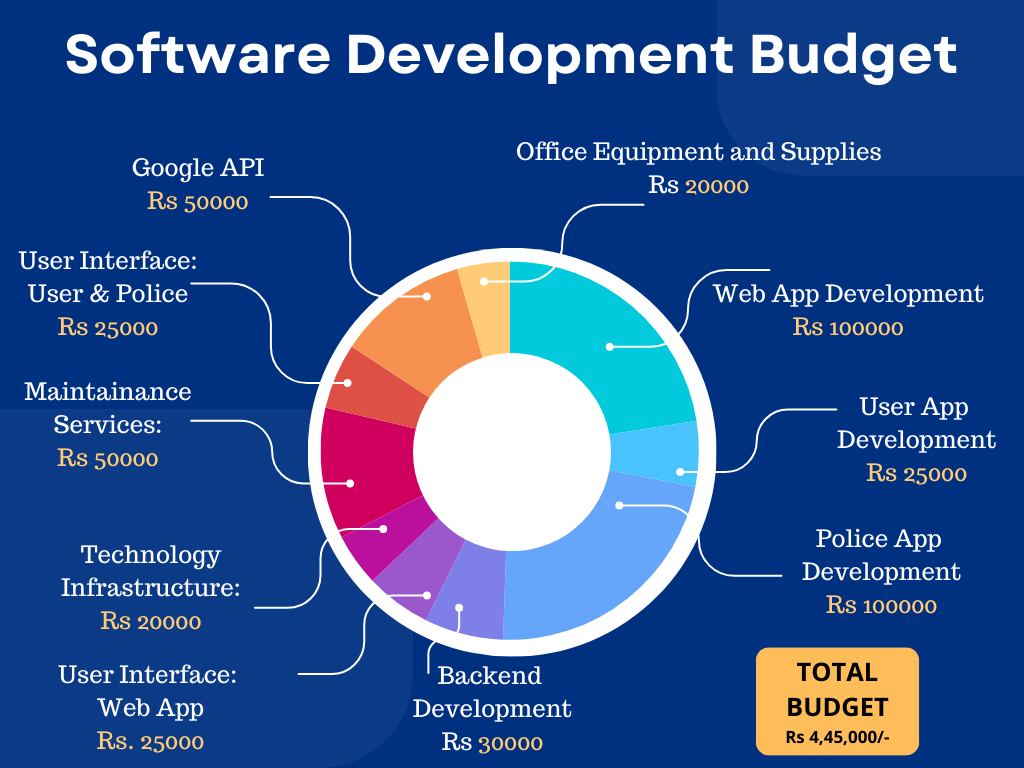 Software Development Budget
Office Equipment and Supplies
Rs 20000
Google API
Rs 50000
User Interface:
User & Police
Rs 25000
Web App Development
Rs 100000
Maintainance
Services:
Rs 50000
User App
Development
Rs 25000
Technology
Infrastructure:
Rs 20000
Police App
Development
Rs 100000
User Interface:
Web App
Rs. 25000
Backend
Development
Rs 30000
TOTAL
BUDGET
Rs 4,45,000/-